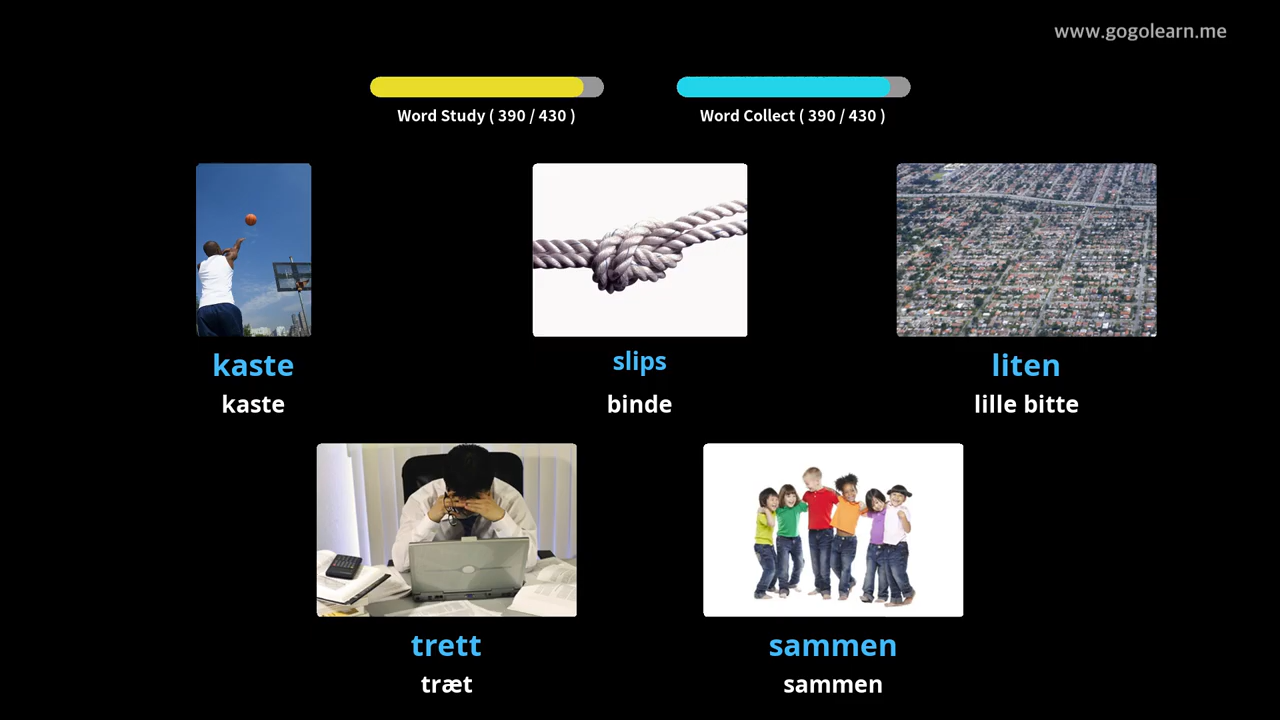 www.gogolearn.me
Word Study ( 390 / 430 )
Word Collect ( 390 / 430 )
kaste
kaste
slips
binde
liten
lille bitte
trett
træt
sammen
sammen